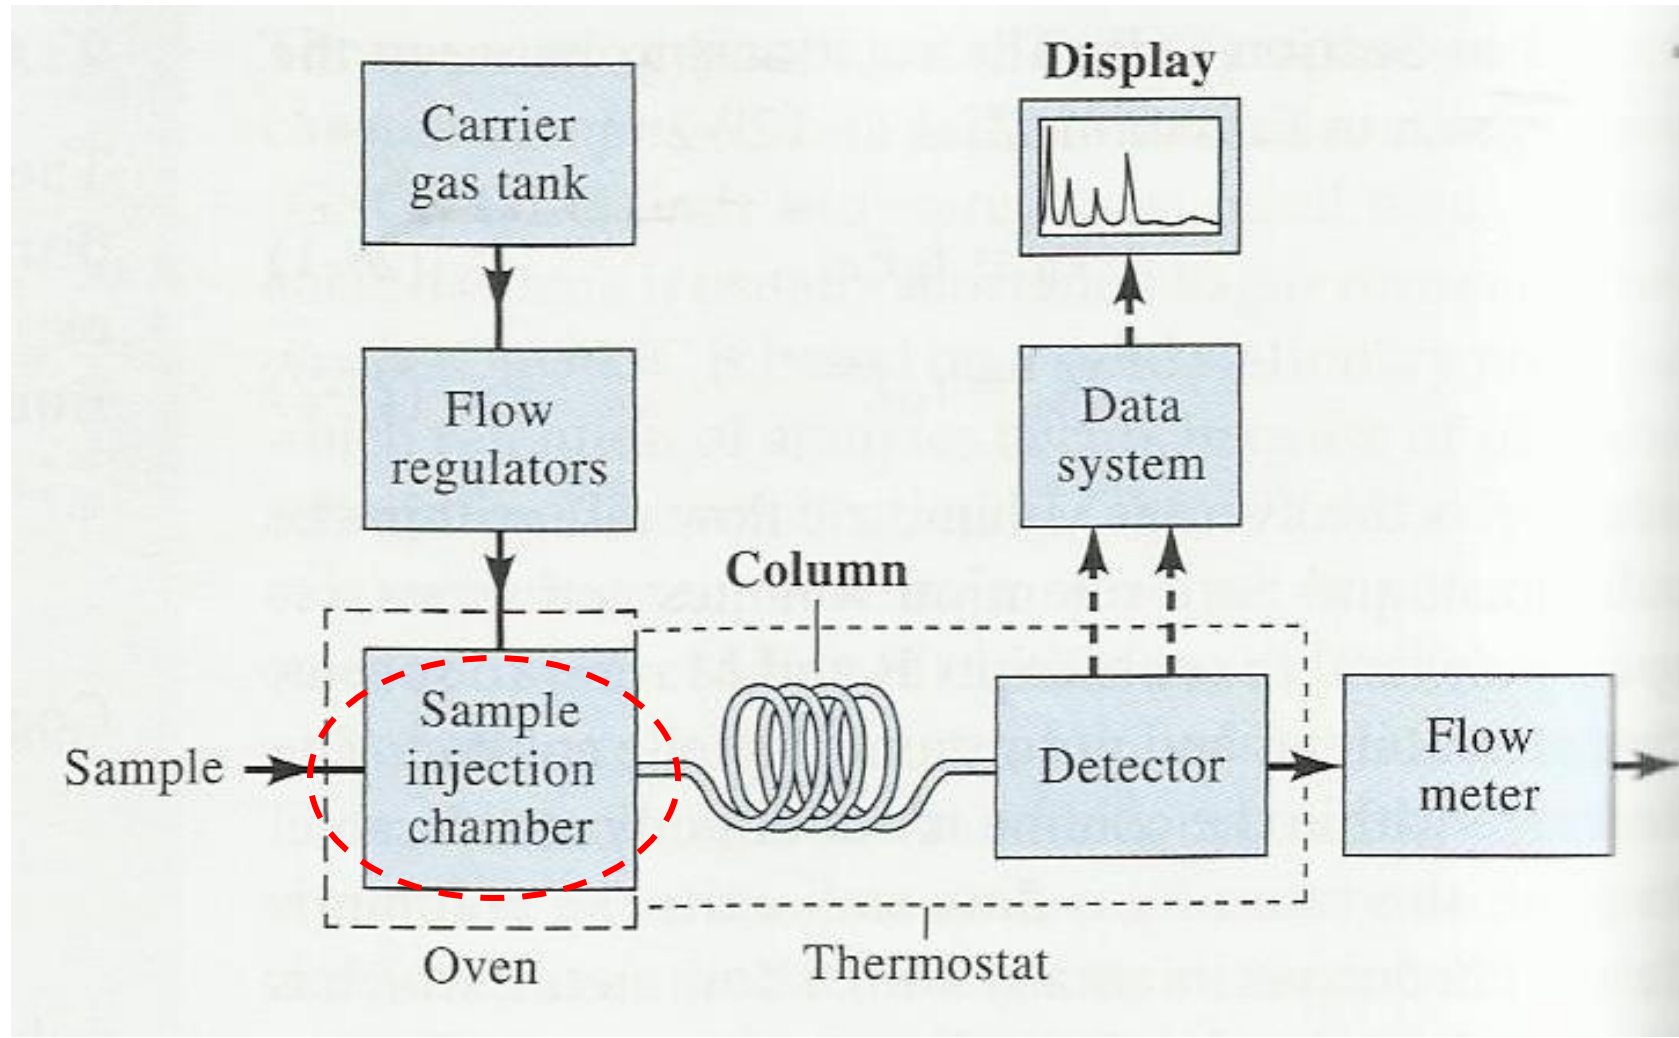 Carrier
gas tank
Display
Flow
regulators
Data
system
Column
Sample
Sample
injection
chamber
Detector
Flow
meter
Oven
Thermostat